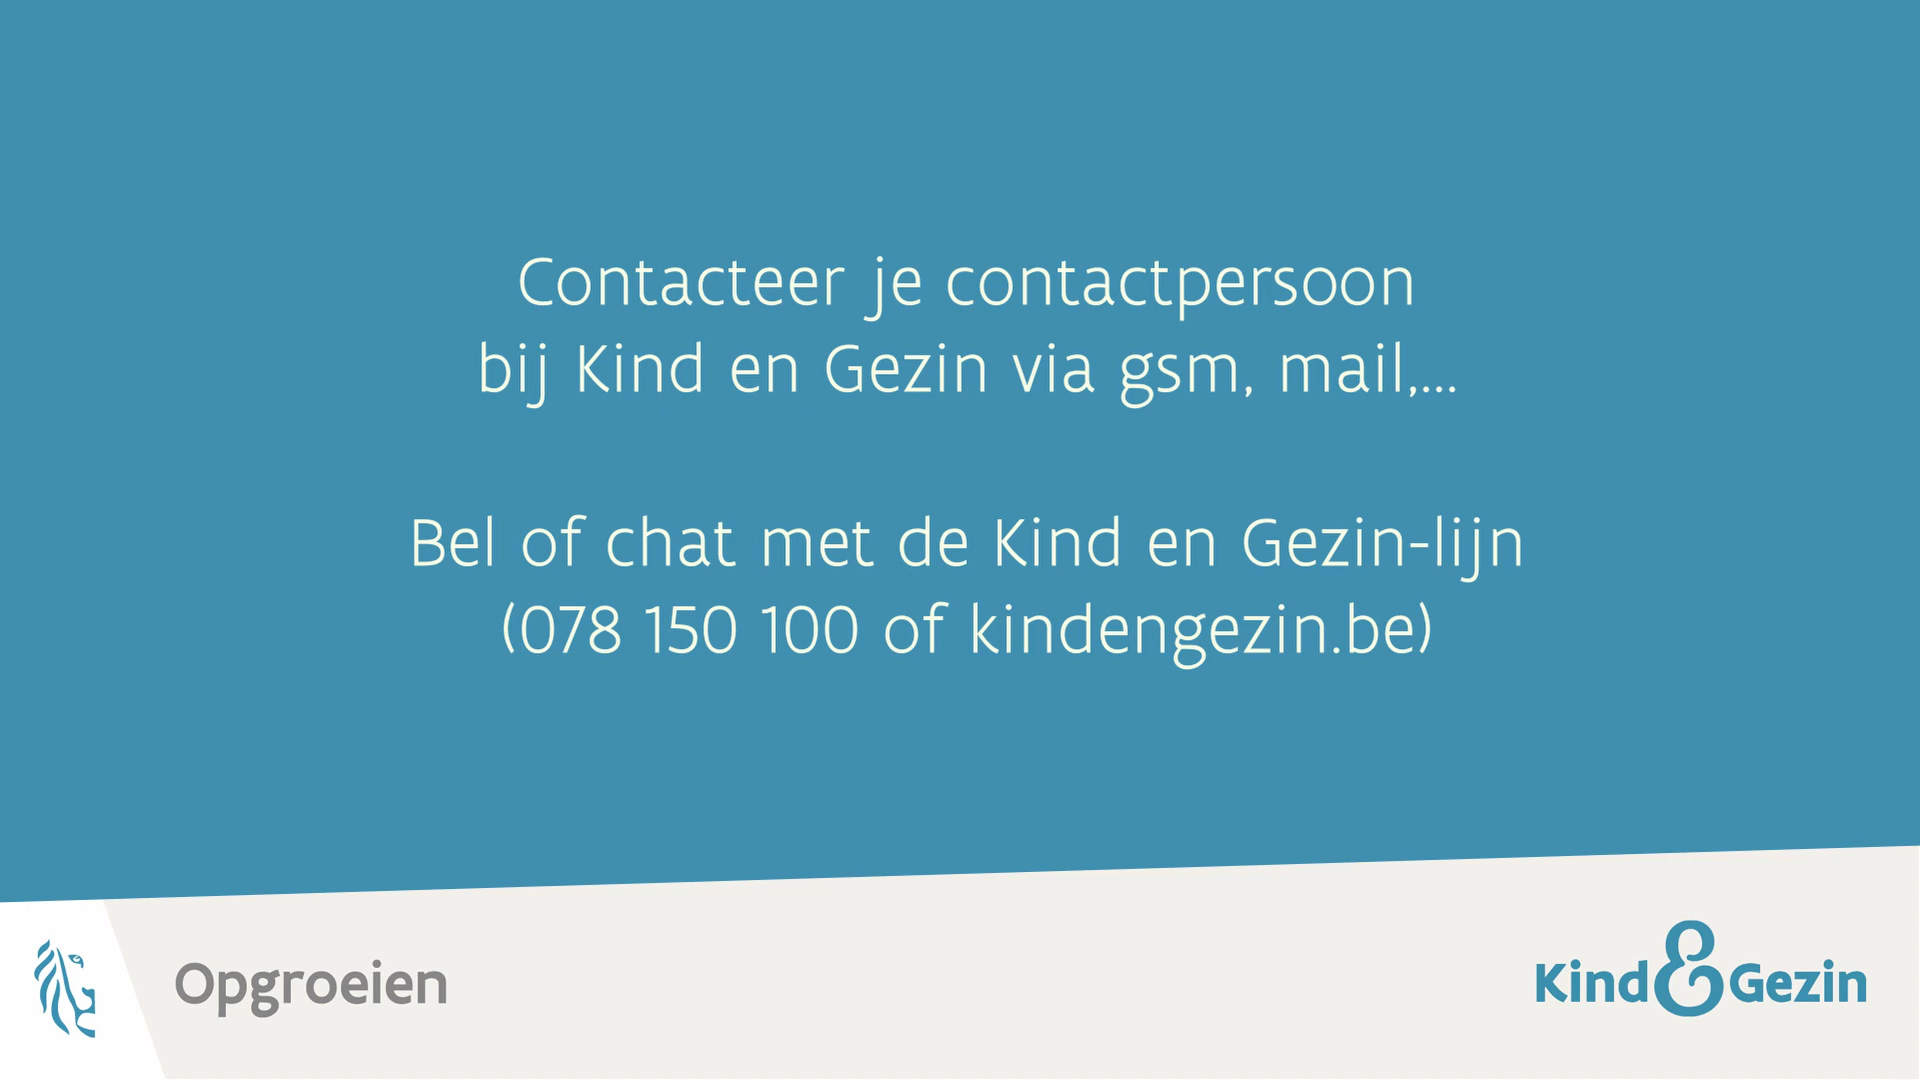 Contacteer je contactpersoon
bij Kind en Gezin via gsm, mail,...
Bel of chat met de Kind en Gezin-lijn
(078 150 100 of kindengezin.be)
Opgroeien
Kind & Gezin